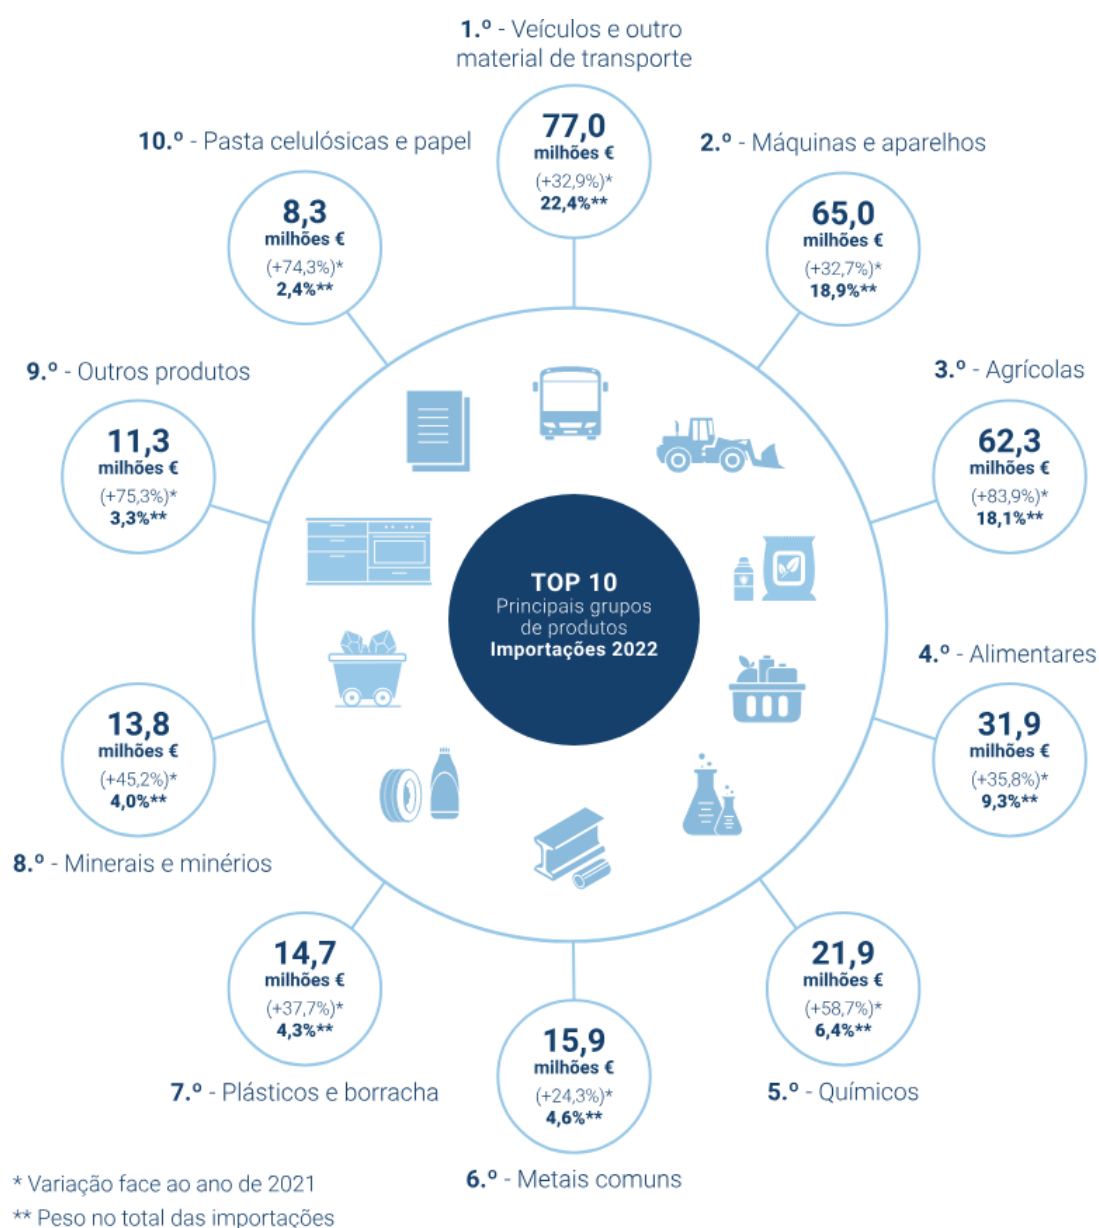 1.º - Veículos e outro
material de transporte
77,0
milhões €
(+32,9%)*
22,4%**
2.º - Máquinas e aparelhos
65,0
milhões €
(+32,7%)*
18,9%**
3.º - Agrícolas
62,3
milhões €
(+83,9%)*
18,1%**
4.º - Alimentares
31,9
milhões €
(+35,8%)*
9,3%**
21,9
milhões €
(+58,7%)*
6,4%**
5.º - Químicos
15,9
milhões €
(+24,3%)*
4,6%**
6.º - Metais comuns
14,7
milhões €
(+37,7%)*
4,3%**
7.º - Plásticos e borracha
13,8
milhões €
(+45,2%)*
4,0%**
8.º - Minerais e minérios
9.º - Outros produtos
11,3
milhões €
(+75,3%)*
3,3%**
10.º - Pasta celulósicas e papel
8,3
milhões €
(+74,3%)*
2,4%**
TOP 10
Principais grupos
de produtos
Importações 2022
* Variação face ao ano de 2021
** Peso no total das importações